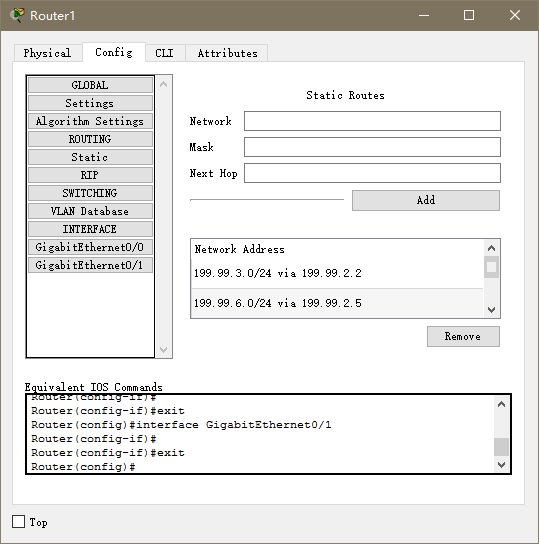 Router1
Physical Config CLI Attributes
GLOBAL
Settings
Algorithm Settings
ROUTING
Static
RIP
SWITCHING
VLAN Database
INTERFACE
GigabitEthernet0/0
GigabitEthernet0/1
Static Routes
Network
Mask
Next Hop
Add
Network Address
199.99.3.0/24 via 199.99.2.2
199.99.6.0/24 via 199.99.2.5
Remove
Equivalent IOS Commands
Router(config-if)#
Router(config-if)#exit
Router(config)#interface GigabitEthernet0/1
Router(config-if)#
Router(config-if)#exit
Router(config)#
Top